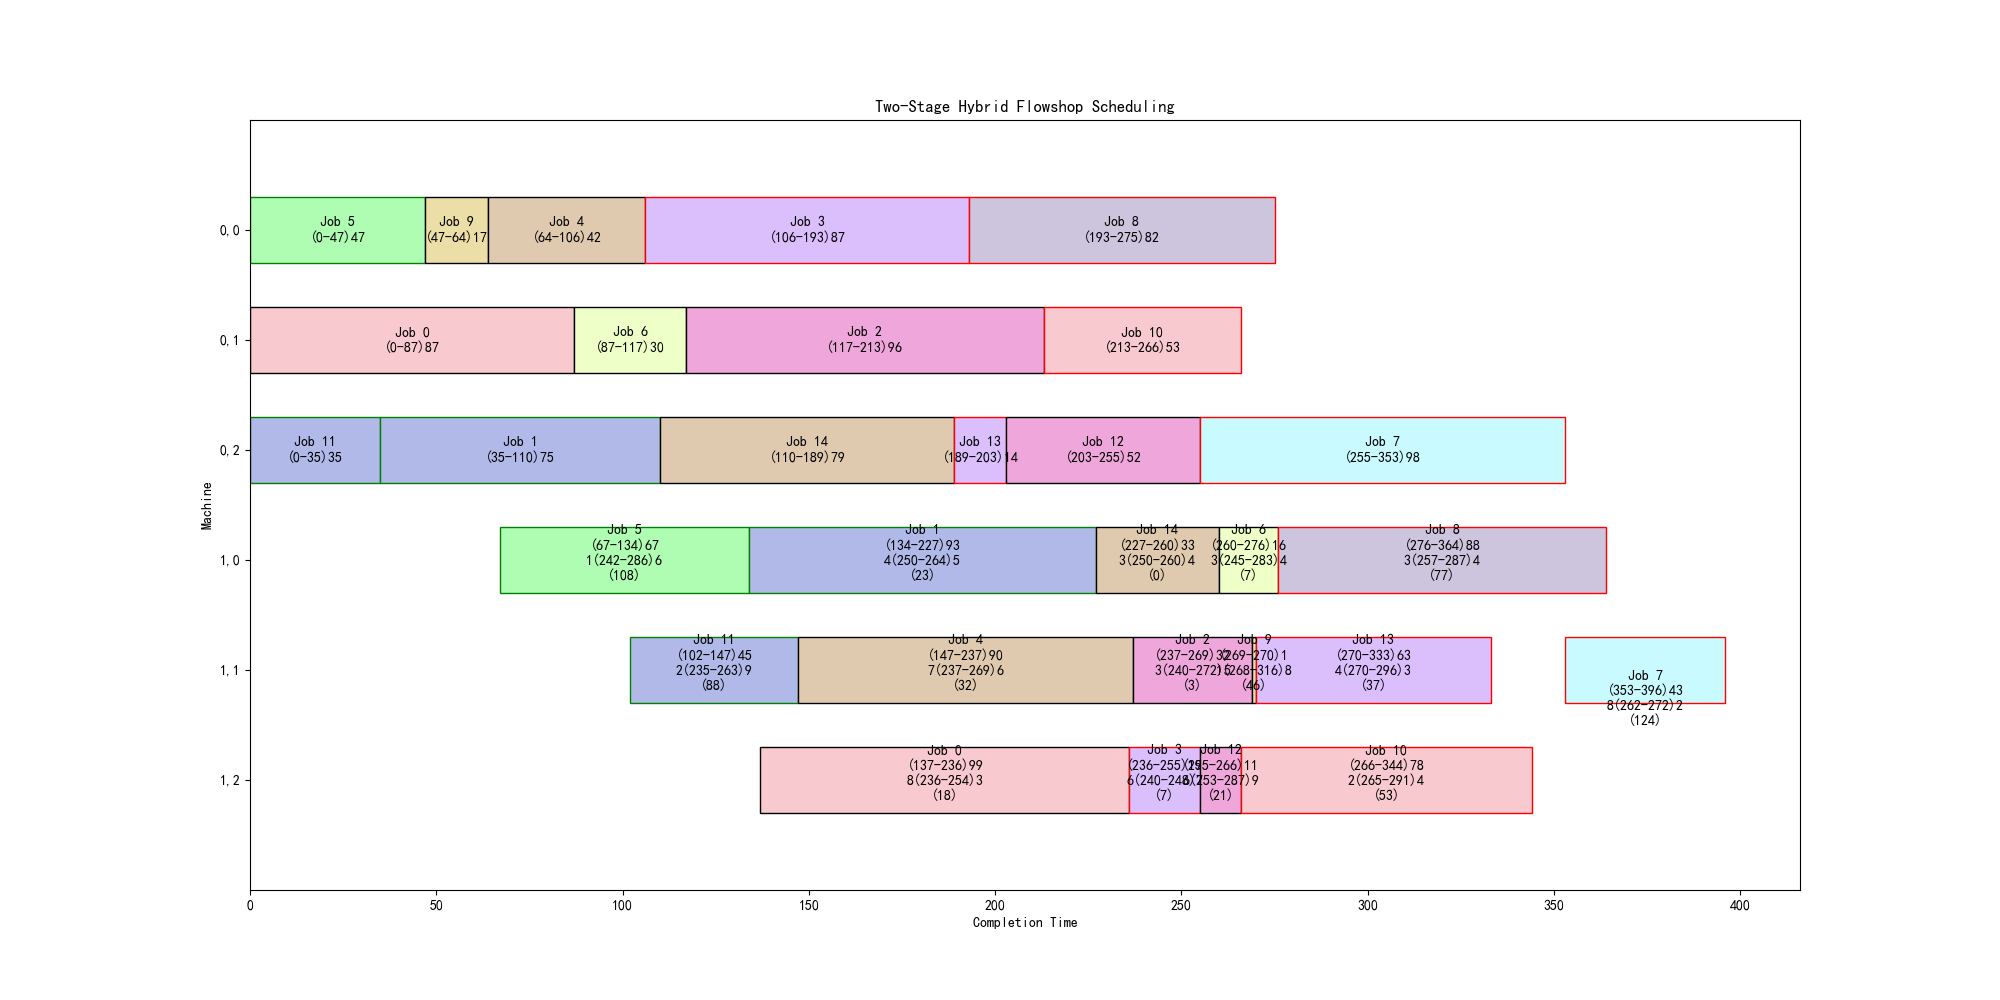 Two-Stage Hybrid Flowshop Scheduling
Machine
0,0
Job 5
(0-47)47
Job 9
(47-64)17
Job 4
(64-106)42
Job 3
(106-193)87
Job 8
(193-275)82
0,1
Job 0
(0-87)87
Job 6
(87-117)30
Job 2
(117-213)96
Job 10
(213-266)53
0,2
Job 11
(0-35)35
Job 1
(35-110)75
Job 14
(110-189)79
Job 13
(189-203)14
Job 12
(203-255)52
Job 7
(255-353)98
1,0
Job 5
(67-134)67
1(242-286)6
(108)
Job 1
(134-227)93
4(250-264)5
(23)
Job 14
(227-260)33
3(250-260)4
(0)
Job 6
(260-276)16
3(245-283)4
(7)
Job 8
(276-364)88
3(257-287)4
(77)
1,1
Job 11
(102-147)45
2(235-263)9
(88)
Job 4
(147-237)90
7(237-269)6
(32)
Job 2
(237-269)32
3(240-272)5
(3)
Job 9
(269-270)1
(268-316)8
(46)
Job 13
(270-333)63
4(270-296)3
(37)
Job 7
(353-396)43
8(262-272)2
(124)
1,2
Job 0
(137-236)99
8(236-254)3
(18)
Job 3
(236-255)19
(7)
Job 12
(255-266)11
(253-287)9
(21)
Job 10
(266-344)78
2(265-291)4
(53)
0
50
100
150
200
250
300
350
400
Completion Time